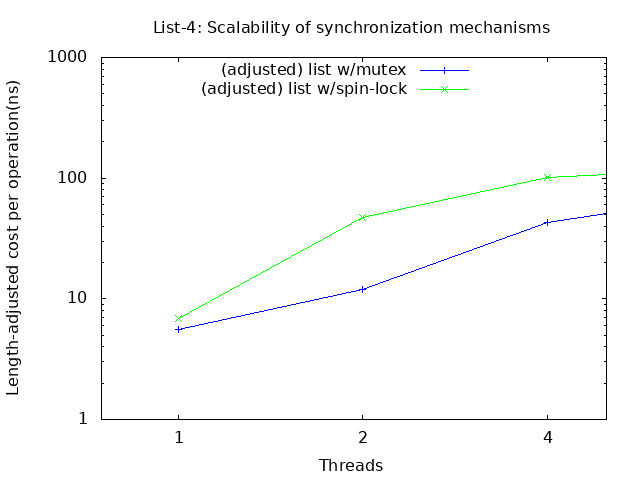 List-4: Scalability of synchronization mechanisms
(adjusted) list w/mutex
(adjusted) list w/spin-lock
Length-adjusted cost per operation(ns)
1000
100
10
1
1 2 4
Threads